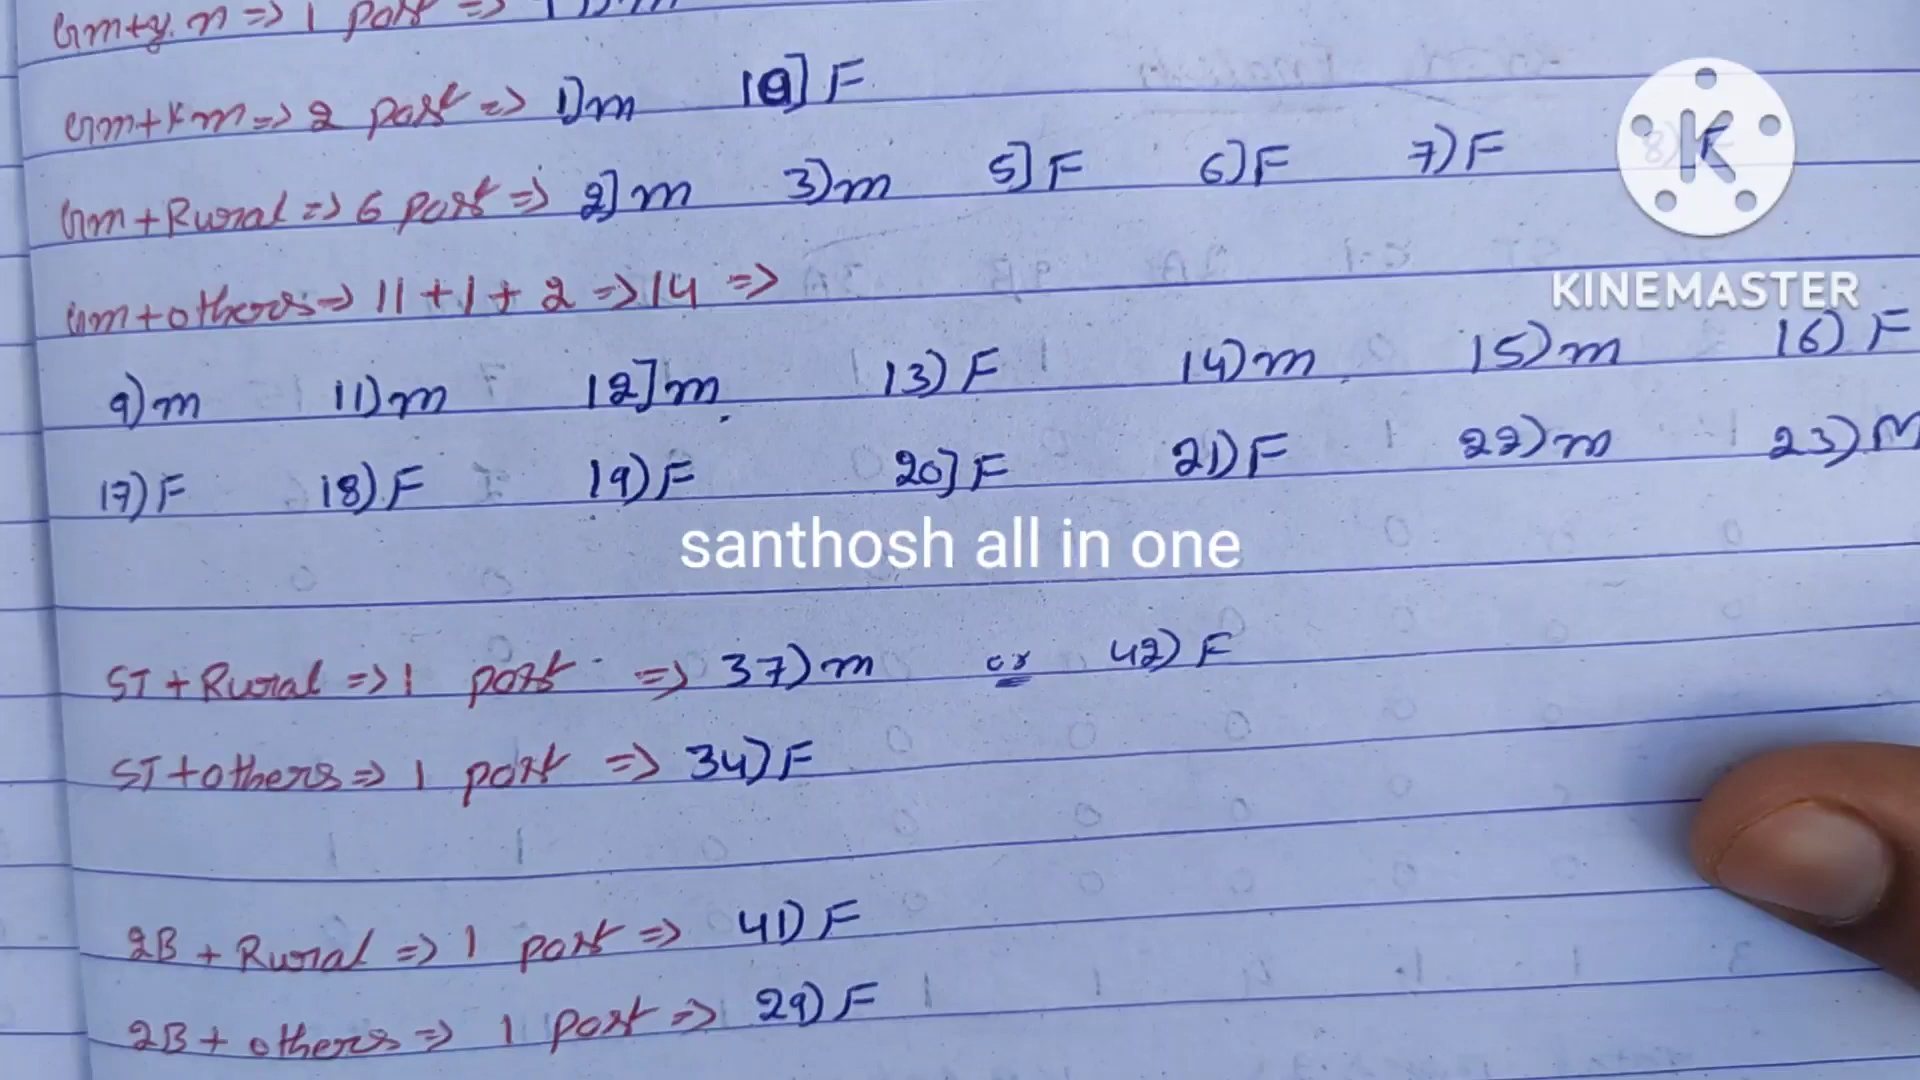 Gm+y.n => 1 post =>
Gm+Km => 2 post => 1)m 10] F
Gm+Rural => 6 post => 2] m 3)m 5] F 6]F 7)F
Gm+others => 11+1+2 => 14 =>
KINEMASTER
9)m 11)m 12]m 13) F 14)m 15)m 16) F
17)F 18)F 19)F 20]F 21)F 22)m 23)M
santhosh all in one
ST + Rural => 1 post => 37)m or 42) F
ST+others => 1 post => 34)F
2B + Rural => 1 post => 41) F
2B + others => 1 post => 29) F